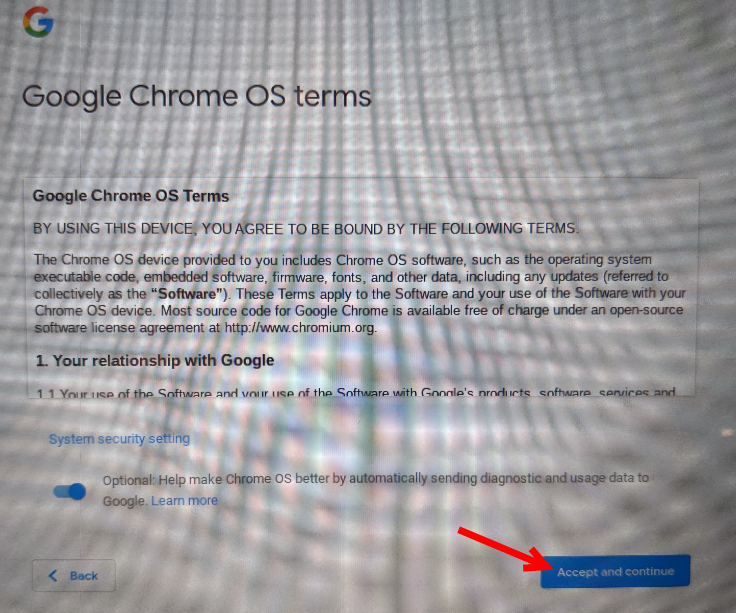 Google Chrome OS terms
Google Chrome OS Terms
BY USING THIS DEVICE, YOU AGREE TO BE BOUND BY THE FOLLOWING TERMS.
The Chrome OS device provided to you includes Chrome OS software, such as the operating system
executable code, embedded software, firmware, fonts, and other data, including any updates (referred to
collectively as the “Software”). These Terms apply to the Software and your use of the Software with your
Chrome OS device. Most source code for Google Chrome is available free of charge under an open-source
software license agreement at http://www.chromium.org.
1. Your relationship with Google
1.1 Your use of the Software and your use of the Software with Google's products, software, services and
System security setting
Optional: Help make Chrome OS better by automatically sending diagnostic and usage data to
Google. Learn more
Back
Accept and continue